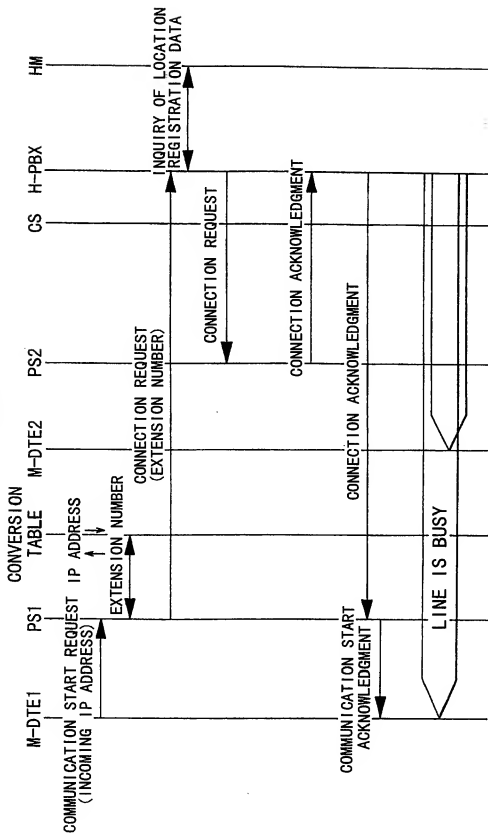 M-DTE1
PS1
CONVERSION
TABLE
M-DTE2
PS2
CS
H-PBX
HM
COMMUNICATION START REQUEST
(INCOMING IP ADDRESS)
IP ADDRESS
EXTENSION NUMBER
CONNECTION REQUEST
(EXTENSION NUMBER)
INQUIRY OF LOCATION
REGISTRATION DATA
CONNECTION REQUEST
CONNECTION ACKNOWLEDGMENT
CONNECTION ACKNOWLEDGMENT
COMMUNICATION START
ACKNOWLEDGMENT
LINE IS BUSY